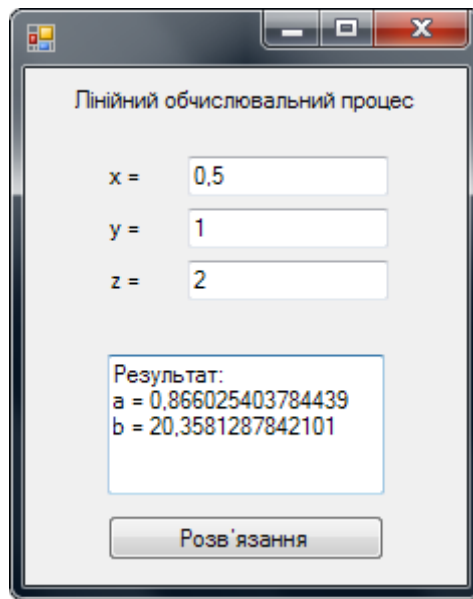 Лінійний обчислювальний процес
x = 0,5
y = 1
z = 2
Результат:
a = 0,866025403784439
b = 20,3581287842101
Розв'язання